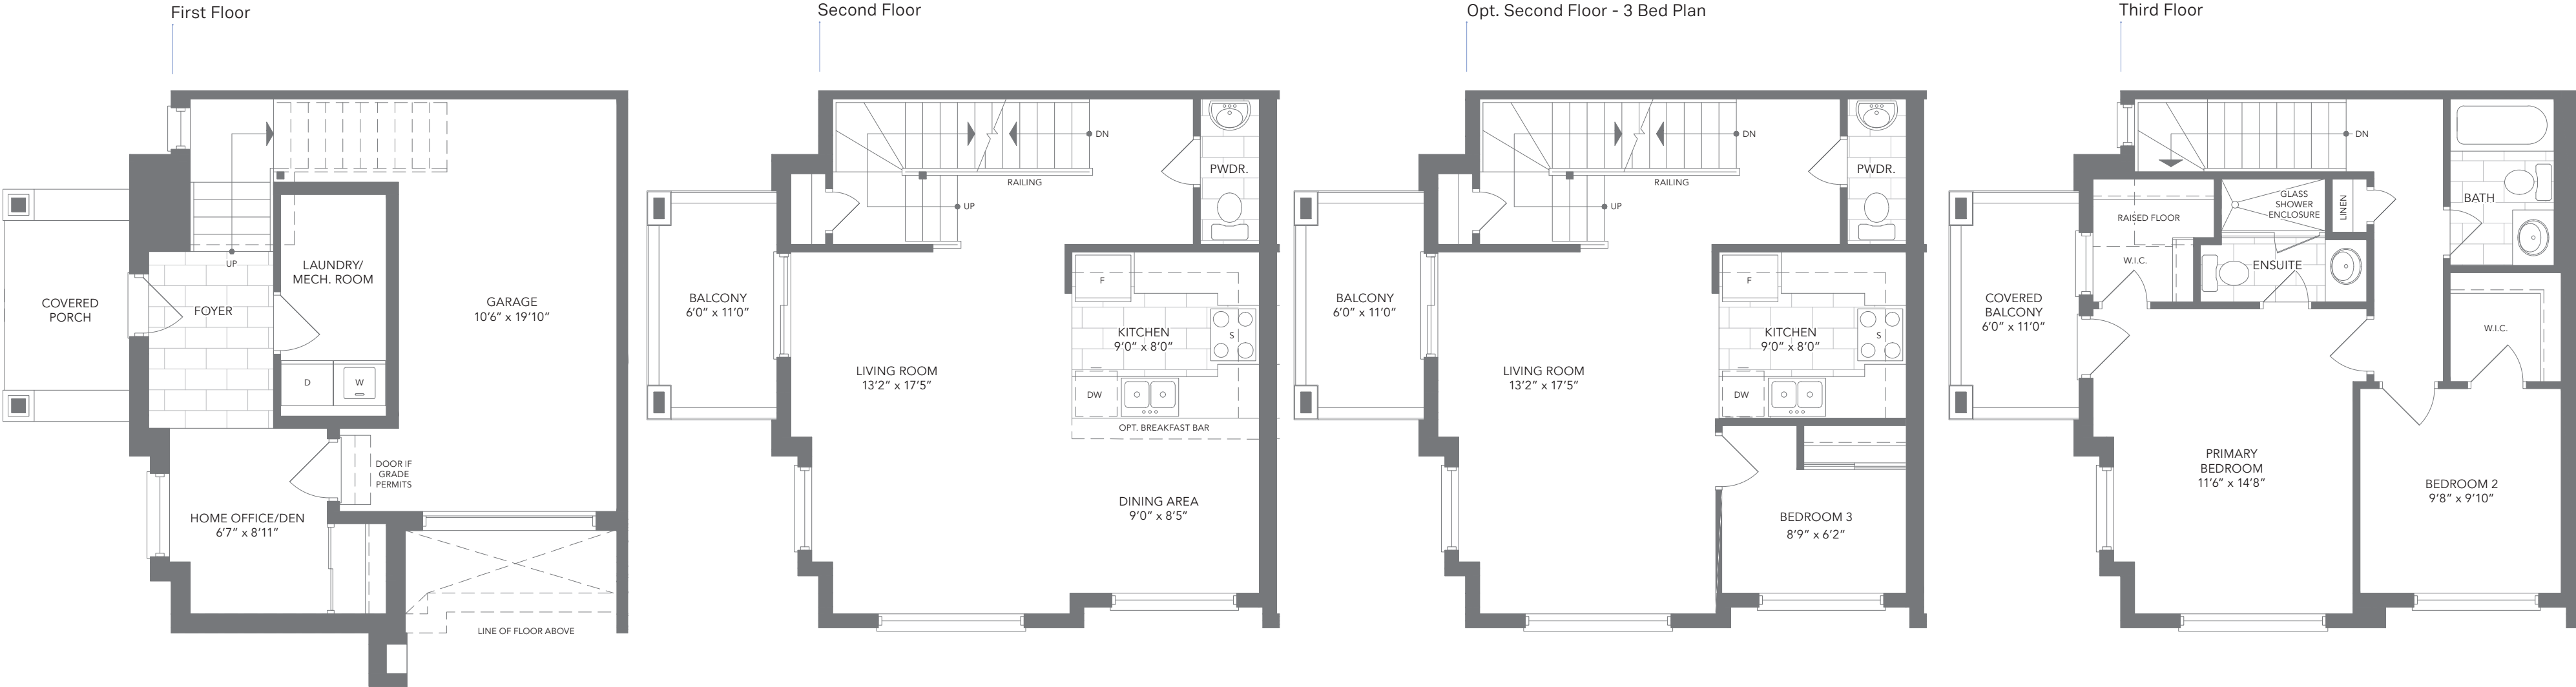 First Floor
UP
COVERED
PORCH
FOYER
LAUNDRY/
MECH. ROOM
D
W
GARAGE
10’6” x 19’10”
DOOR IF
GRADE
PERMITS
HOME OFFICE/DEN
6’7” x 8’11”
LINE OF FLOOR ABOVE
Second Floor
DN
RAILING
UP
PWDR.
BALCONY
6’0” x 11’0”
F
KITCHEN
9’0” x 8’0”
S
LIVING ROOM
13’2” x 17’5”
DW
OPT. BREAKFAST BAR
DINING AREA
9’0” x 8’5”
Opt. Second Floor - 3 Bed Plan
DN
RAILING
UP
PWDR.
BALCONY
6’0” x 11’0”
F
KITCHEN
9’0” x 8’0”
S
LIVING ROOM
13’2” x 17’5”
DW
BEDROOM 3
8’9” x 6’2”
Third Floor
DN
RAISED FLOOR
W.I.C.
GLASS
SHOWER
ENCLOSURE
LINEN
BATH
ENSUITE
COVERED
BALCONY
6’0” x 11’0”
W.I.C.
PRIMARY
BEDROOM
11’6” x 14’8”
BEDROOM 2
9’8” x 9’10”